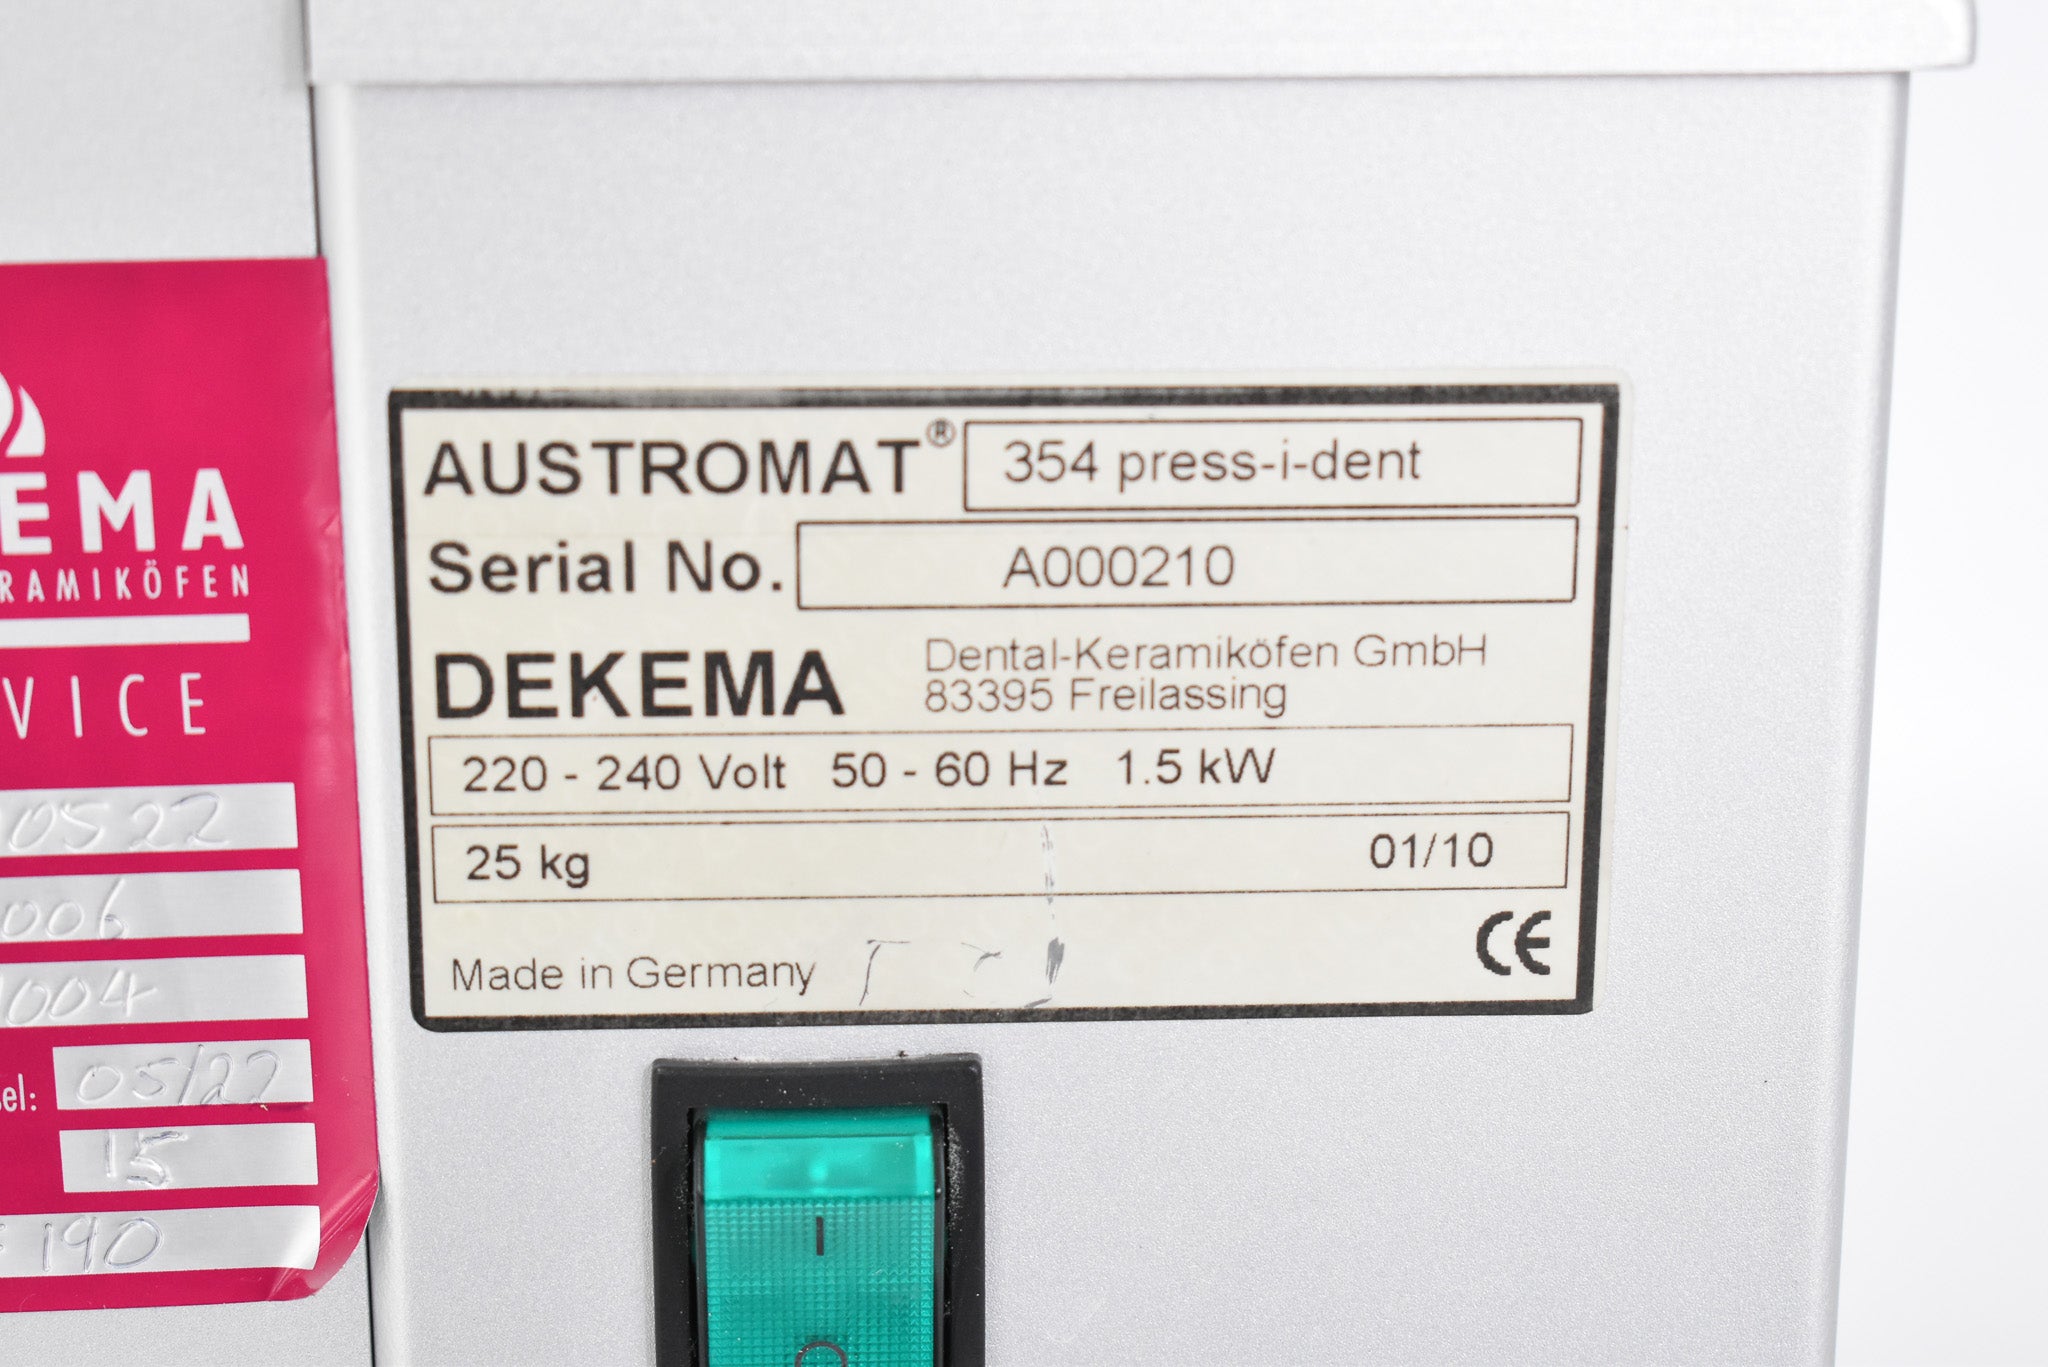 AUSTROMAT® 354 press-i-dent
Serial No. A000210
DEKEMA Dental-Keramiköfen GmbH
83395 Freilassing
220 - 240 Volt 50 - 60 Hz 1.5 kW
25 kg 01/10
Made in Germany CE
EMA
RAMIKÖFEN
VICE
0522
006
1004
sel: 05/22
15
190
I
O